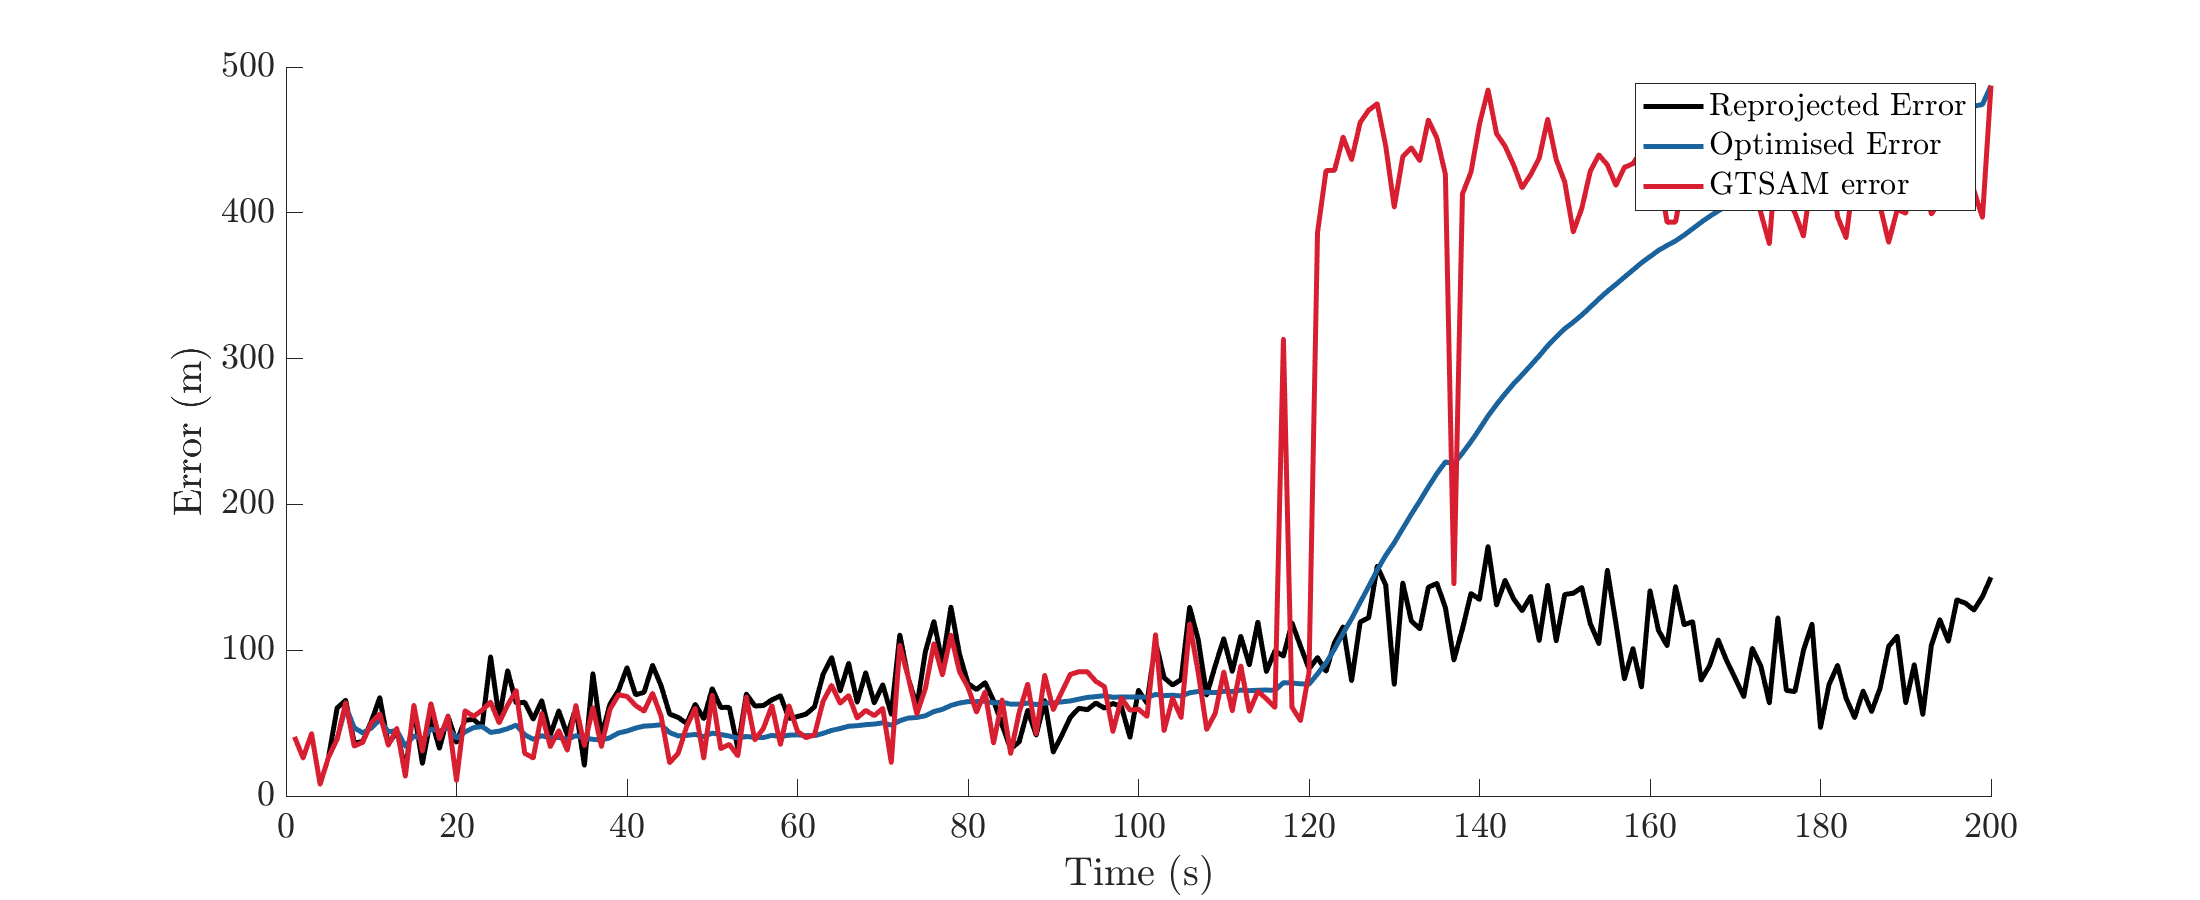 500
400
300
200
100
0
Error (m)
0 20 40 60 80 100 120 140 160 180 200
Time (s)
Reprojected Error
Optimised Error
GTSAM error